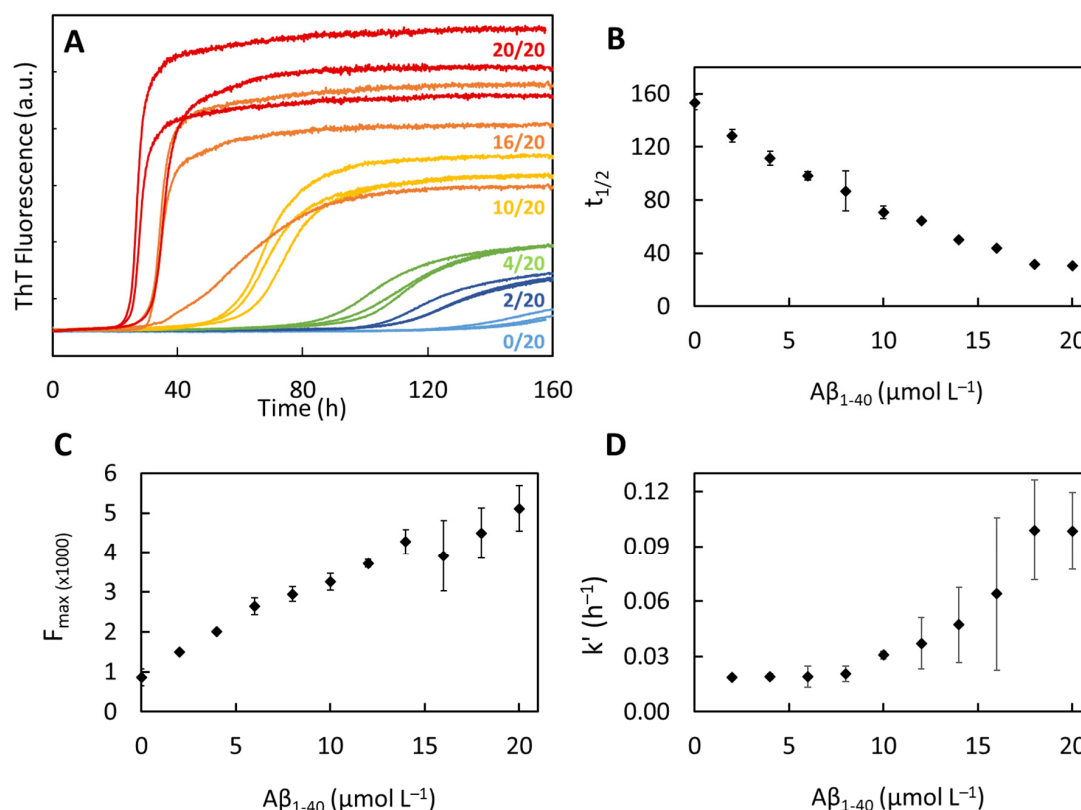 A
ThT Fluorescence (a.u.)
20/20
16/20
10/20
4/20
2/20
0/20
0 40 80 120 160
Time (h)
B
t1/2
160
120
80
40
0
0 5 10 15 20
Aβ1-40 (µmol L⁻¹)
C
Fmax (x1000)
6
5
4
3
2
1
0
0 5 10 15 20
Aβ1-40 (µmol L⁻¹)
D
k' (h⁻¹)
0.12
0.09
0.06
0.03
0.00
0 5 10 15 20
Aβ1-40 (µmol L⁻¹)